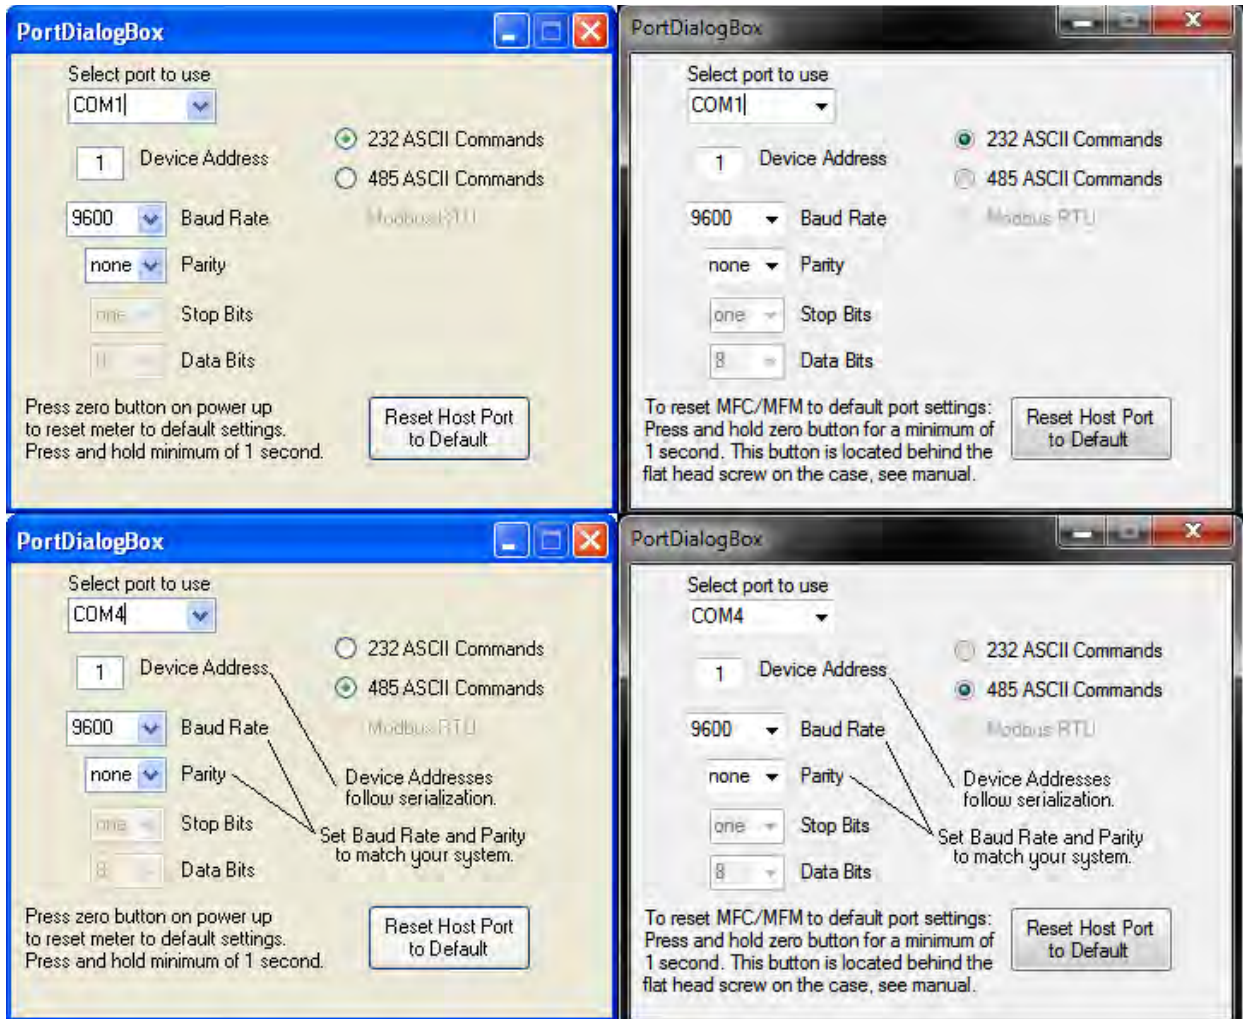 PortDialogBox
Select port to use
COM1
232 ASCII Commands
1 Device Address
485 ASCII Commands
9600 Baud Rate
Modbus RTU
none Parity
one Stop Bits
8 Data Bits
Press zero button on power up
to reset meter to default settings.
Press and hold minimum of 1 second.
Reset Host Port
to Default
PortDialogBox
Select port to use
COM1
232 ASCII Commands
1 Device Address
485 ASCII Commands
9600 Baud Rate
Modbus RTU
none Parity
one Stop Bits
8 Data Bits
To reset MFC/MFM to default port settings:
Press and hold zero button for a minimum of
1 second. This button is located behind the
flat head screw on the case, see manual.
Reset Host Port
to Default
PortDialogBox
Select port to use
COM4
232 ASCII Commands
1 Device Address
485 ASCII Commands
9600 Baud Rate
Modbus RTU
none Parity
Device Addresses
follow serialization.
one Stop Bits
Set Baud Rate and Parity
to match your system.
8 Data Bits
Press zero button on power up
to reset meter to default settings.
Press and hold minimum of 1 second.
Reset Host Port
to Default
PortDialogBox
Select port to use
COM4
232 ASCII Commands
1 Device Address
485 ASCII Commands
9600 Baud Rate
Modbus RTU
none Parity
Device Addresses
follow serialization.
one Stop Bits
Set Baud Rate and Parity
to match your system.
8 Data Bits
To reset MFC/MFM to default port settings:
Press and hold zero button for a minimum of
1 second. This button is located behind the
flat head screw on the case, see manual.
Reset Host Port
to Default